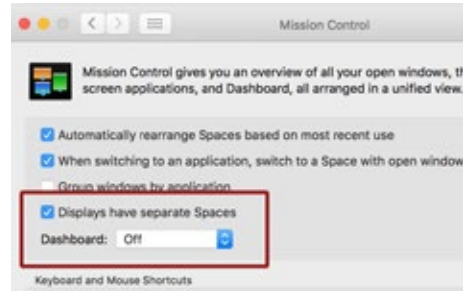 Mission Control
Mission Control gives you an overview of all your open windows, th
screen applications, and Dashboard, all arranged in a unified view.
Automatically rearrange Spaces based on most recent use
When switching to an application, switch to a Space with open window
Group windows by application
Displays have separate Spaces
Dashboard: Off
Keyboard and Mouse Shortcuts